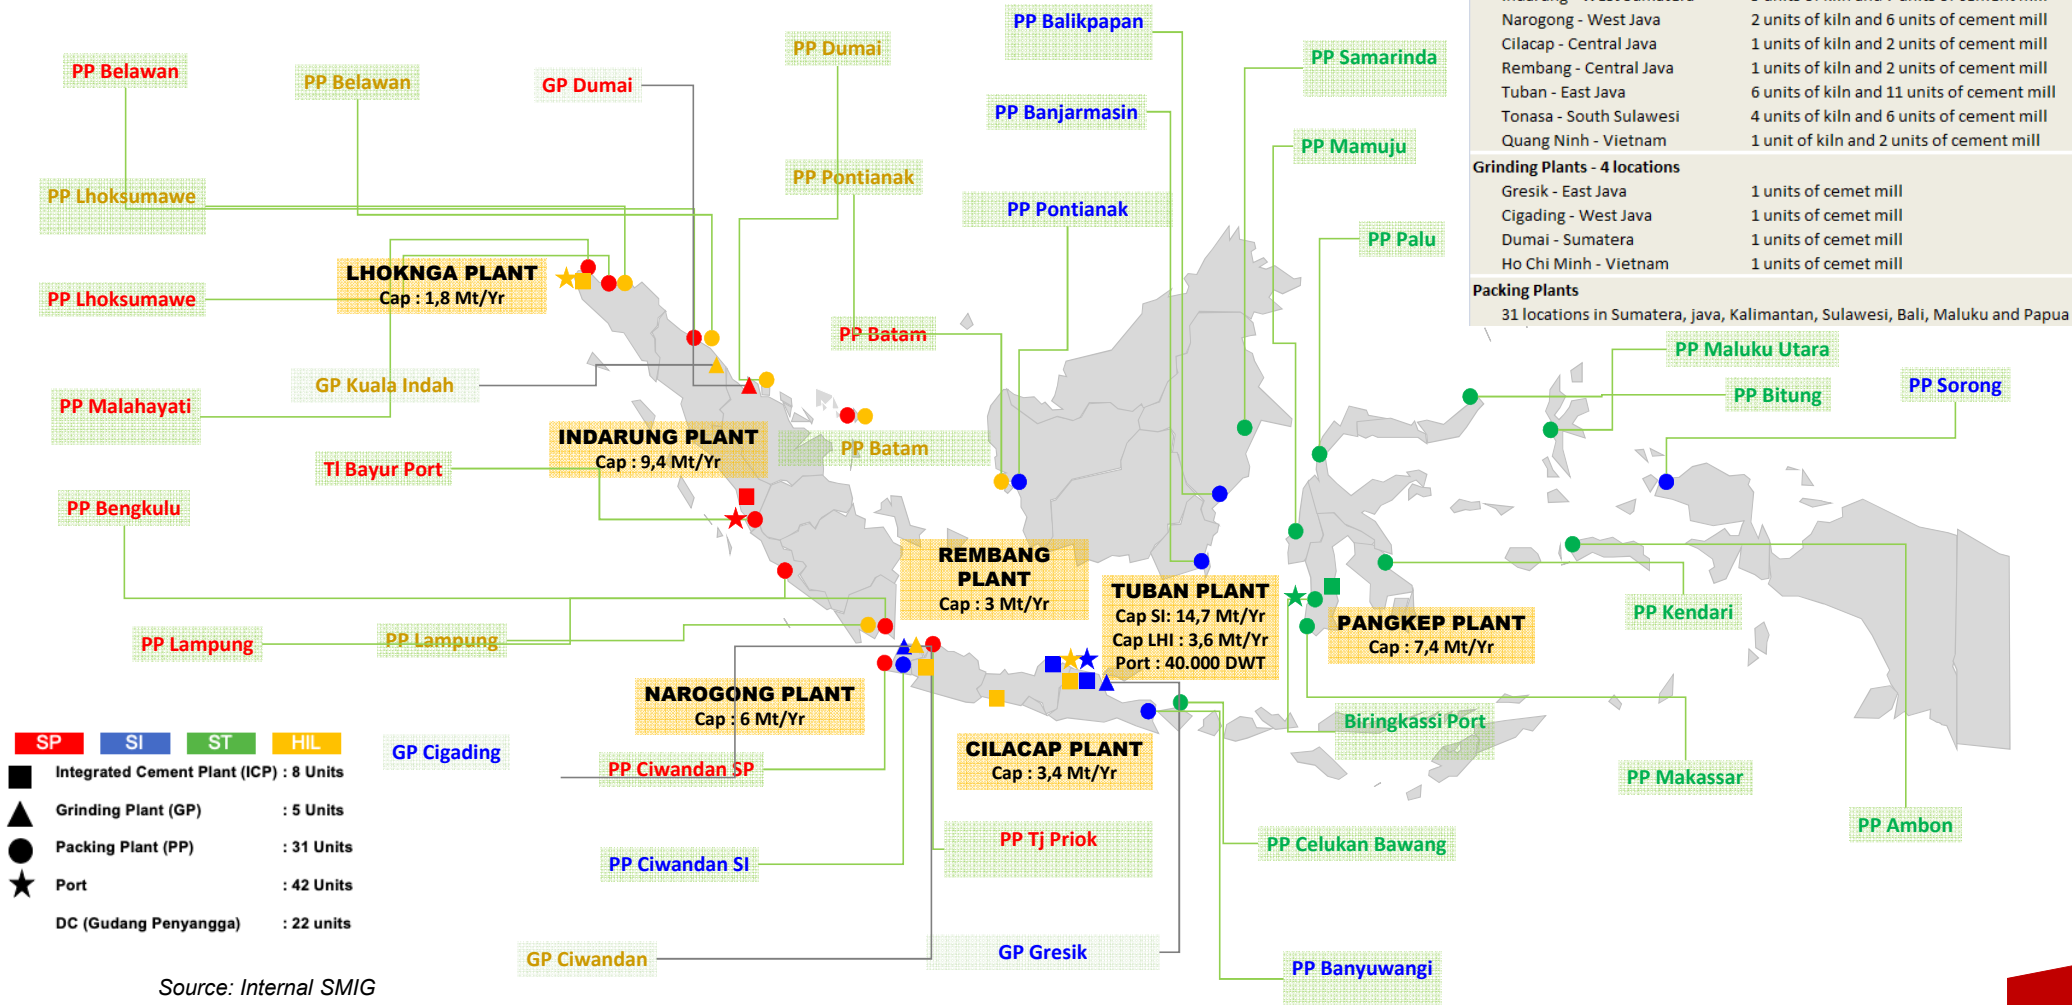 PP Balikpapan
PP Dumai
PP Belawan
PP Belawan
GP Dumai
PP Samarinda
PP Banjarmasin
PP Mamuju
PP Lhoksumawe
PP Pontianak
PP Pontianak
PP Palu
Narogong - West Java 2 units of kiln and 6 units of cement mill
Cilacap - Central Java 1 units of kiln and 2 units of cement mill
Rembang - Central Java 1 units of kiln and 2 units of cement mill
Tuban - East Java 6 units of kiln and 11 units of cement mill
Tonasa - South Sulawesi 4 units of kiln and 6 units of cement mill
Quang Ninh - Vietnam 1 unit of kiln and 2 units of cement mill
Grinding Plants - 4 locations
Gresik - East Java 1 units of cemet mill
Cigading - West Java 1 units of cemet mill
Dumai - Sumatera 1 units of cemet mill
Ho Chi Minh - Vietnam 1 units of cemet mill
Packing Plants
31 locations in Sumatera, java, Kalimantan, Sulawesi, Bali, Maluku and Papua
LHOKNGA PLANT
Cap : 1,8 Mt/Yr
PP Lhoksumawe
PP Batam
GP Kuala Indah
PP Malahayati
PP Maluku Utara
PP Bitung
PP Sorong
INDARUNG PLANT
Cap : 9,4 Mt/Yr
PP Batam
Tl Bayur Port
PP Bengkulu
REMBANG
PLANT
Cap : 3 Mt/Yr
TUBAN PLANT
Cap SI: 14,7 Mt/Yr
Cap LHI : 3,6 Mt/Yr
Port : 40.000 DWT
PANGKEP PLANT
Cap : 7,4 Mt/Yr
PP Kendari
PP Lampung
PP Lampung
NAROGONG PLANT
Cap : 6 Mt/Yr
Biringkassi Port
CILACAP PLANT
Cap : 3,4 Mt/Yr
GP Cigading
PP Ciwandan SP
PP Makassar
PP Ambon
PP Tj Priok
PP Celukan Bawang
PP Ciwandan SI
GP Ciwandan
GP Gresik
PP Banyuwangi
SP SI ST HIL
Integrated Cement Plant (ICP) : 8 Units
Grinding Plant (GP) : 5 Units
Packing Plant (PP) : 31 Units
Port : 42 Units
DC (Gudang Penyangga) : 22 units
Source: Internal SMIG